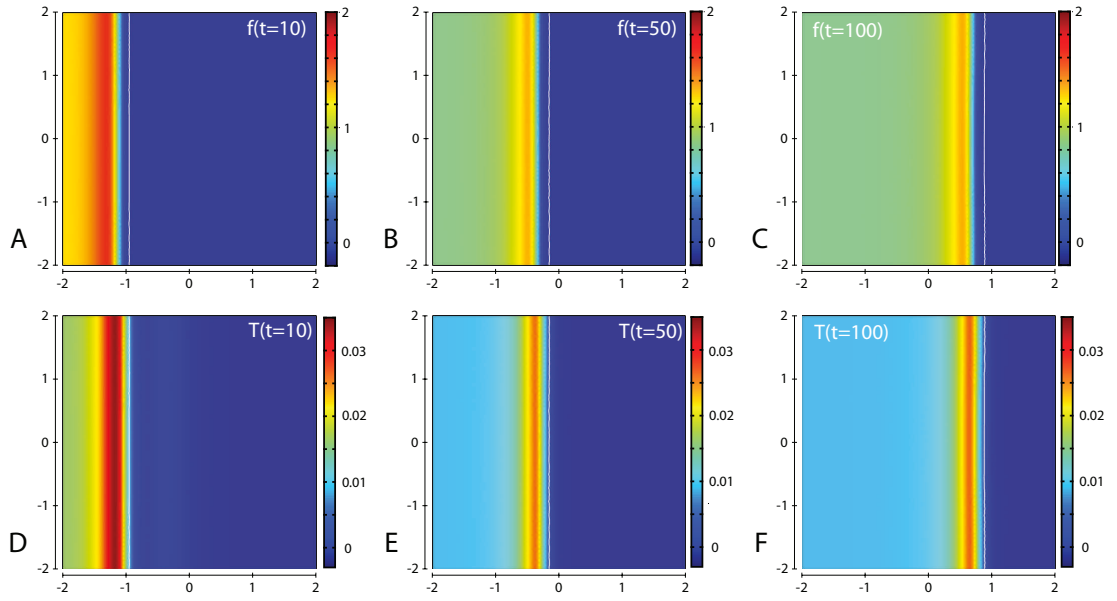 2 f(t=10) 2 2 f(t=50) 2 2 f(t=100) 2
1 1 1
0 1 0 1 0 1
-1 -1 -1
A 0 B 0 C 0
-2 -2 -2
-2 -1 0 1 2 -2 -1 0 1 2 -2 -1 0 1 2
2 T(t=10) 2 T(t=50) 2 T(t=100)
0.03 0.03 0.03
1 1 1
0.02 0.02 0.02
0 0 0
0.01 0.01 0.01
-1 -1 -1
D 0 E 0 F 0
-2 -2 -2
-2 -1 0 1 2 -2 -1 0 1 2 -2 -1 0 1 2